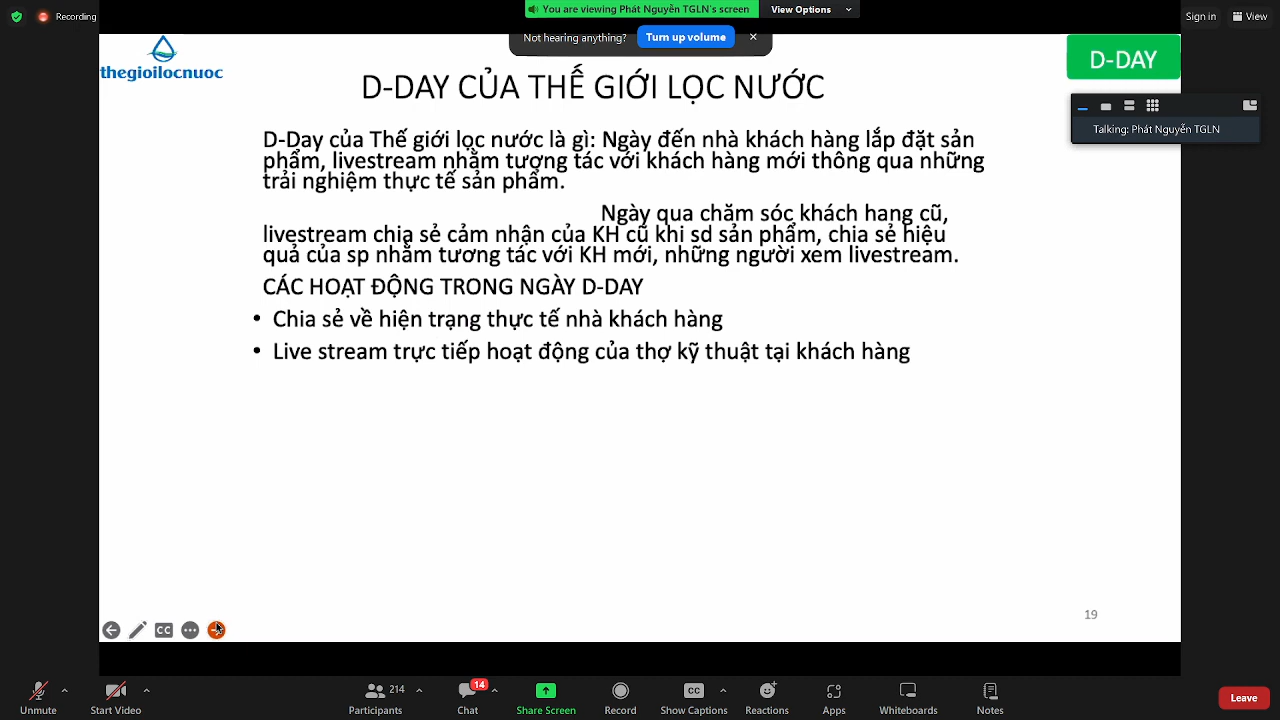 You are viewing Phát Nguyễn TGLN's screen
View Options
Recording
Sign in
View
Not hearing anything?
Turn up volume
thegioilocnuoc
D-DAY CỦA THẾ GIỚI LỌC NƯỚC
D-DAY
Talking: Phát Nguyễn TGLN
D-Day của Thế giới lọc nước là gì: Ngày đến nhà khách hàng lắp đặt sản
phẩm, livestream nhằm tương tác với khách hàng mới thông qua những
trải nghiệm thực tế sản phẩm.
Ngày qua chăm sóc khách hang cũ,
livestream chia sẻ cảm nhận của KH cũ khi sd sản phẩm, chia sẻ hiệu
quả của sp nhằm tương tác với KH mới, những người xem livestream.
CÁC HOẠT ĐỘNG TRONG NGÀY D-DAY
• Chia sẻ về hiện trạng thực tế nhà khách hàng
• Live stream trực tiếp hoạt động của thợ kỹ thuật tại khách hàng
19
CC
Unmute
Start Video
Participants
214
Chat
14
Share Screen
Record
CC
Show Captions
Reactions
Apps
Whiteboards
Notes
Leave